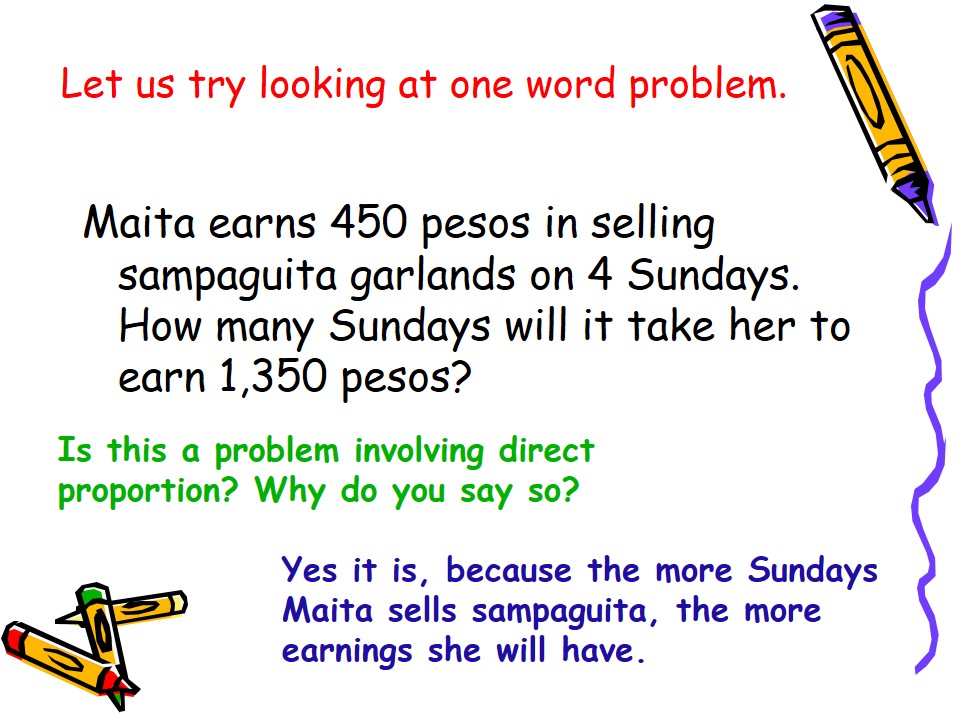 Let us try looking at one word problem.
Maita earns 450 pesos in selling
sampaguita garlands on 4 Sundays.
How many Sundays will it take her to
earn 1,350 pesos?
Is this a problem involving direct
proportion? Why do you say so?
Yes it is, because the more Sundays
Maita sells sampaguita, the more
earnings she will have.